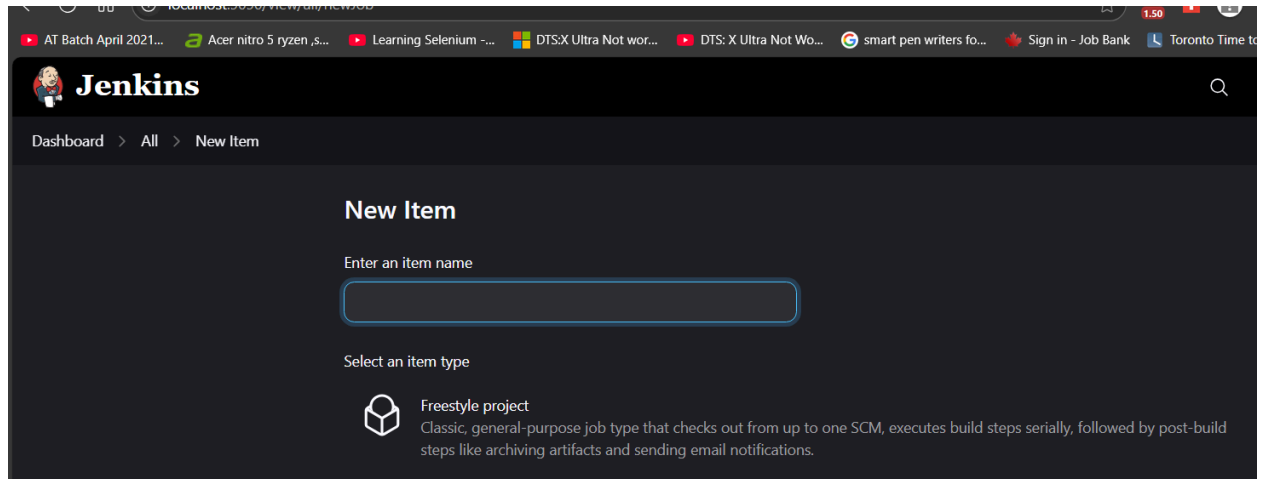 1.50
AT Batch April 2021...
Acer nitro 5 ryzen ,s...
Learning Selenium -...
DTS:X Ultra Not wor...
DTS: X Ultra Not Wo...
smart pen writers fo...
Sign in - Job Bank
Toronto Time to
Jenkins
Dashboard > All > New Item
New Item
Enter an item name
Select an item type
Freestyle project
Classic, general-purpose job type that checks out from up to one SCM, executes build steps serially, followed by post-build
steps like archiving artifacts and sending email notifications.